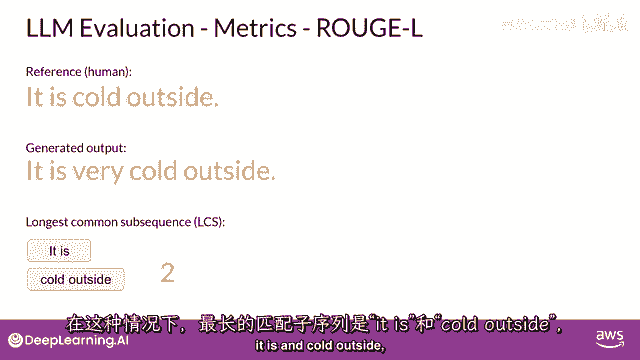 LLM Evaluation - Metrics - ROUGE-L
Reference (human):
It is cold outside.
Generated output:
It is very cold outside.
Longest common subsequence (LCS):
It is
cold outside
2
在这种情况下，最长的匹配子序列是“it is”和“cold outside”，
it is and cold outside,
DeepLearning.AI
aws